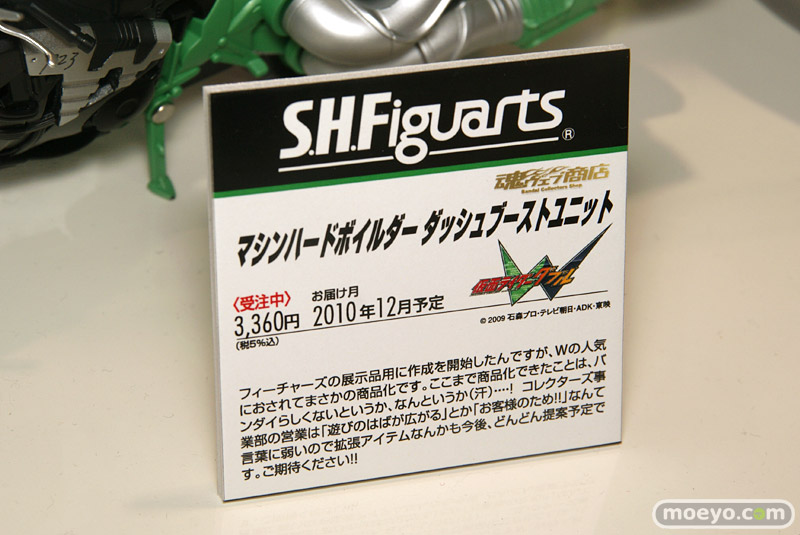 1723
S.H.Figuarts
®
魂ウェブ商店
Bandai Collectors Shop
マシンハードボイルダー ダッシュブーストユニット
仮面ライダーダブル
〈受注中〉
3,360円
(税5%込)
お届け月
2010年12月予定
© 2009 石森プロ・テレビ朝日・ADK・東映
フィーチャーズの展示品用に作成を開始したんですが、Wの人気
におされてまさかの商品化です。ここまで商品化できたことは、バ
ンダイらしくないというか、なんというか(汗)‥‥! コレクターズ事
業部の営業は「遊びのはばが広がる」とか「お客様のため!!」なんて
言葉に弱いので拡張アイテムなんかも今後、どんどん提案予定で
す。ご期待ください!!
moeyo.com